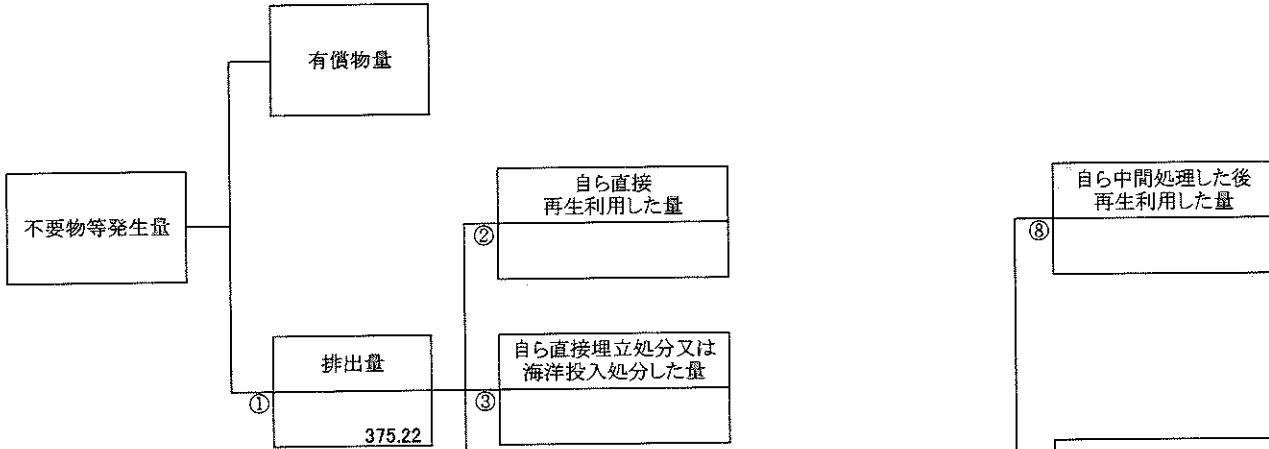 有償物量
不要物等発生量
自ら直接
再生利用した量
②
自ら中間処理した後
再生利用した量
⑧
排出量
①
375.22
自ら直接埋立処分又は
海洋投入処分した量
③